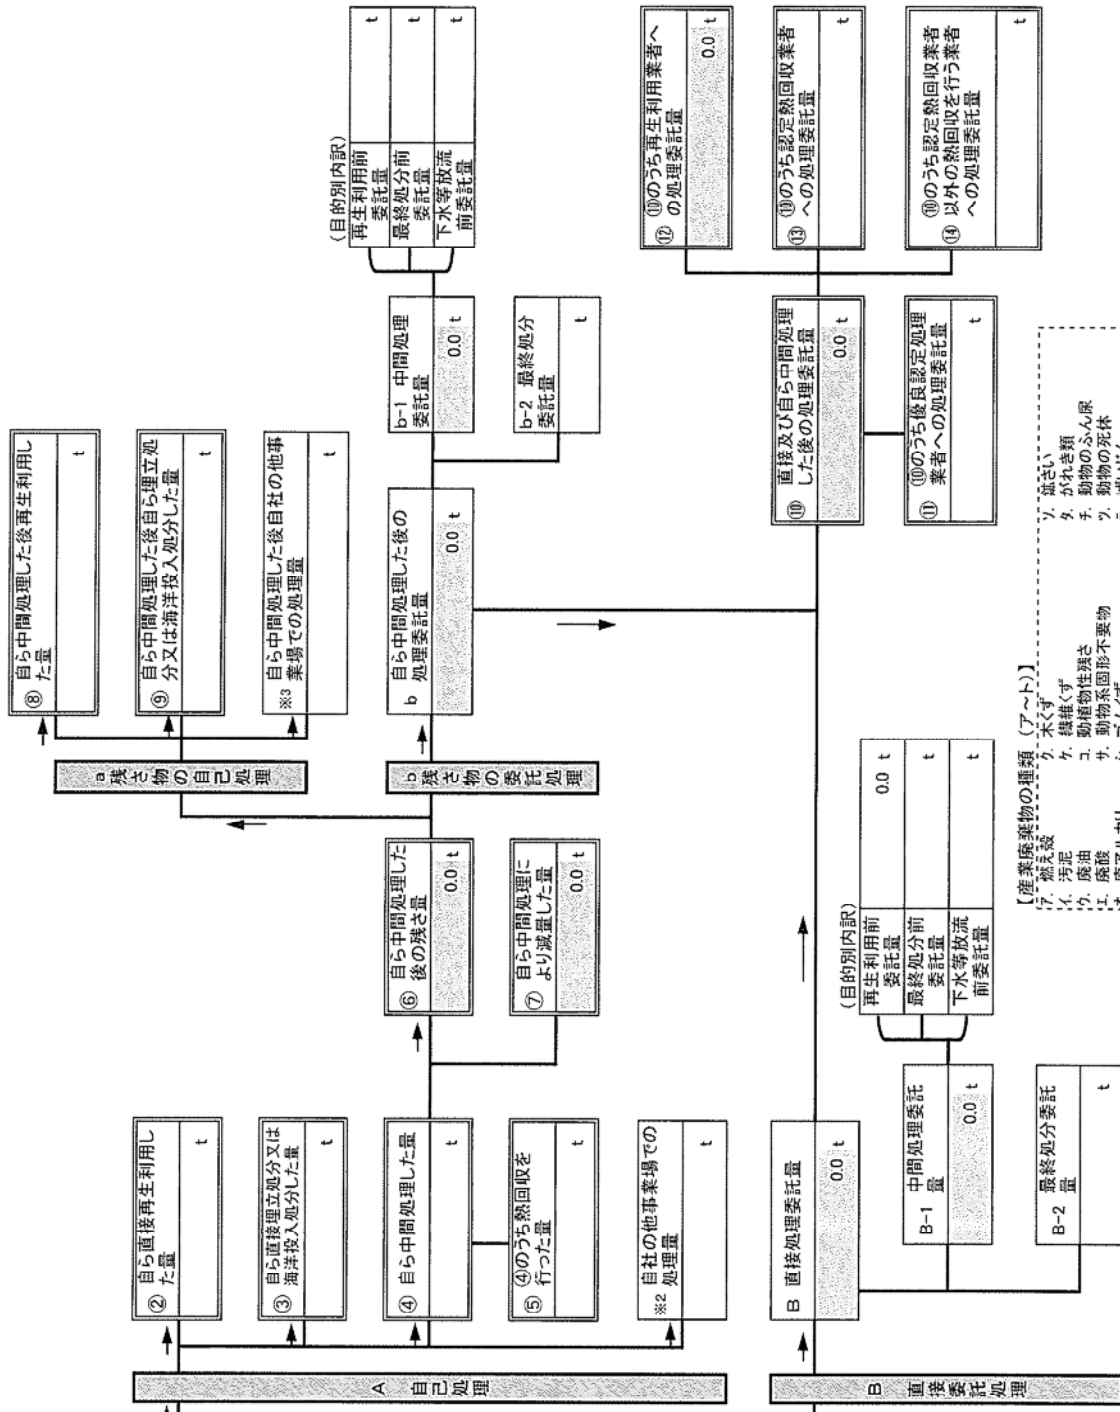 A 自己処理
② 自ら直接再生利用し
た量
t
③ 自ら直接埋立処分又は
海洋投入処分した量
t
④ 自ら中間処理した量
t
⑤ ④のうち熱回収を
行った量
t
※2 自社の他事業場での
処理量
t
⑥ 自ら中間処理した
後の残さ量
0.0 t
⑦ 自ら中間処理に
より減量した量
0.0 t
a 残さ物の自己処理
⑧ 自ら中間処理した後再生利用し
た量
t
⑨ 自ら中間処理した後自ら埋立処
分又は海洋投入処分した量
t
※3 自ら中間処理した後自社の他事
業場での処理量
t
b 残さ物の委託処理
b 自ら中間処理した後の
処理委託量
0.0 t
b-1 中間処理
委託量
0.0 t
b-2 最終処分
委託量
t
(目的別内訳)
再生利用前
委託量
t
最終処分前
委託量
t
下水等放流
前委託量
t
B 直接委託処理
B 直接処理委託量
0.0 t
B-1 中間処理委託
量
0.0 t
B-2 最終処分委託
量
t
(目的別内訳)
再生利用前
委託量
0.0 t
最終処分前
委託量
t
下水等放流
前委託量
t
⑩ 直接及び自ら中間処理
した後の処理委託量
0.0 t
⑪ ⑩のうち優良認定処理
業者への処理委託量
t
⑫ ⑩のうち再生利用業者へ
の処理委託量
0.0 t
⑬ ⑩のうち認定熱回収業者
への処理委託量
t
⑭ ⑩のうち認定熱回収業者
以外の熱回収を行う業者
への処理委託量
t
【産業廃棄物の種類 (ア~ト)】
ア. 燃え殻 ク. 木くず ソ. 鉱さい
イ. 汚泥 ケ. 繊維くず タ. がれき類
ウ. 廃油 コ. 動植物性残さ チ. 動物のふん尿
エ. 廃酸 サ. 動物系固形不要物 ツ. 動物の死体